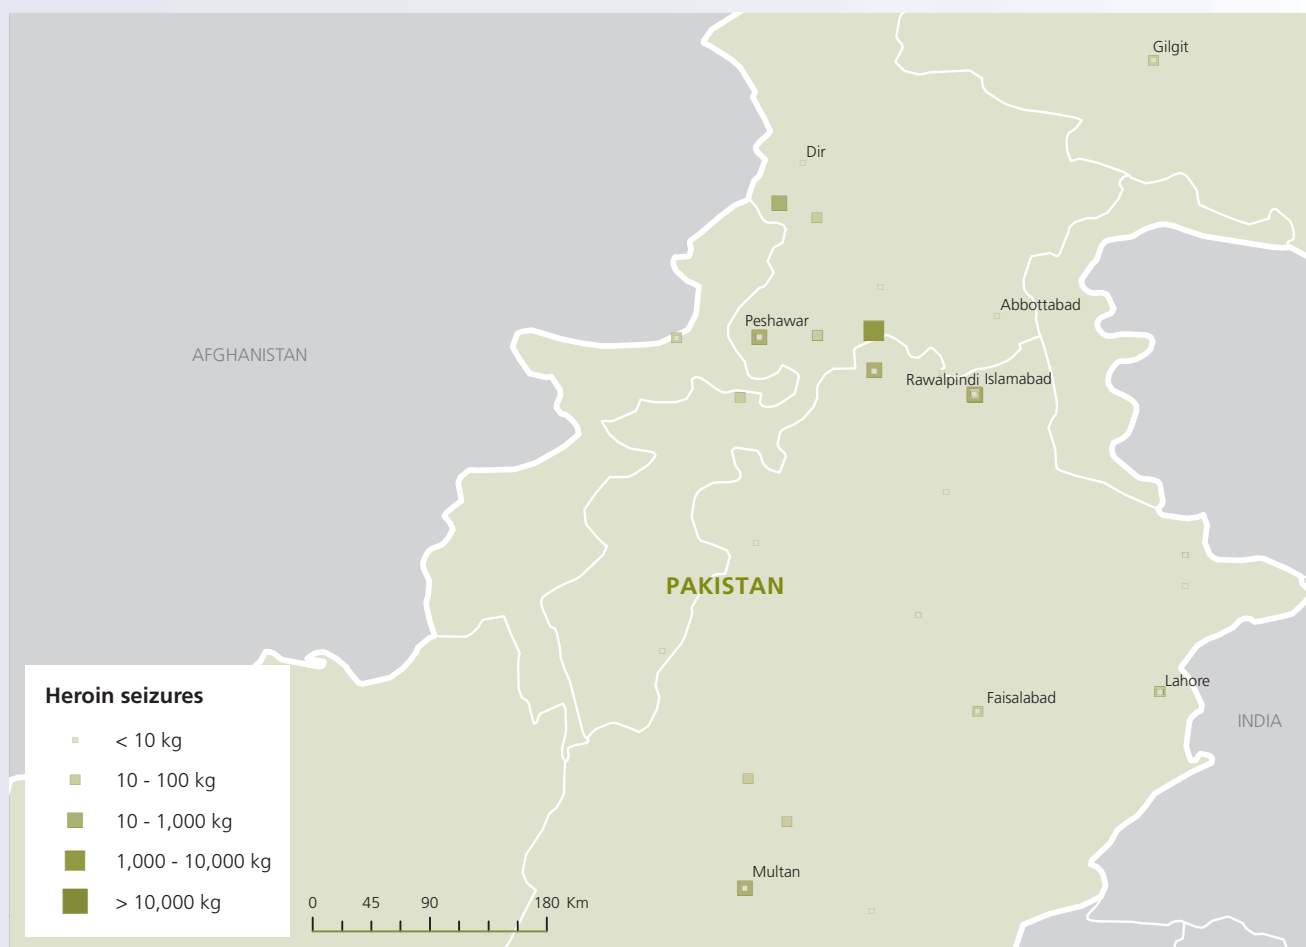 Gilgit
Dir
Abbottabad
Peshawar
AFGHANISTAN
Rawalpindi
Islamabad
PAKISTAN
Lahore
Faisalabad
INDIA
Multan
Heroin seizures
< 10 kg
10 - 100 kg
10 - 1,000 kg
1,000 - 10,000 kg
> 10,000 kg
0 45 90 180 Km